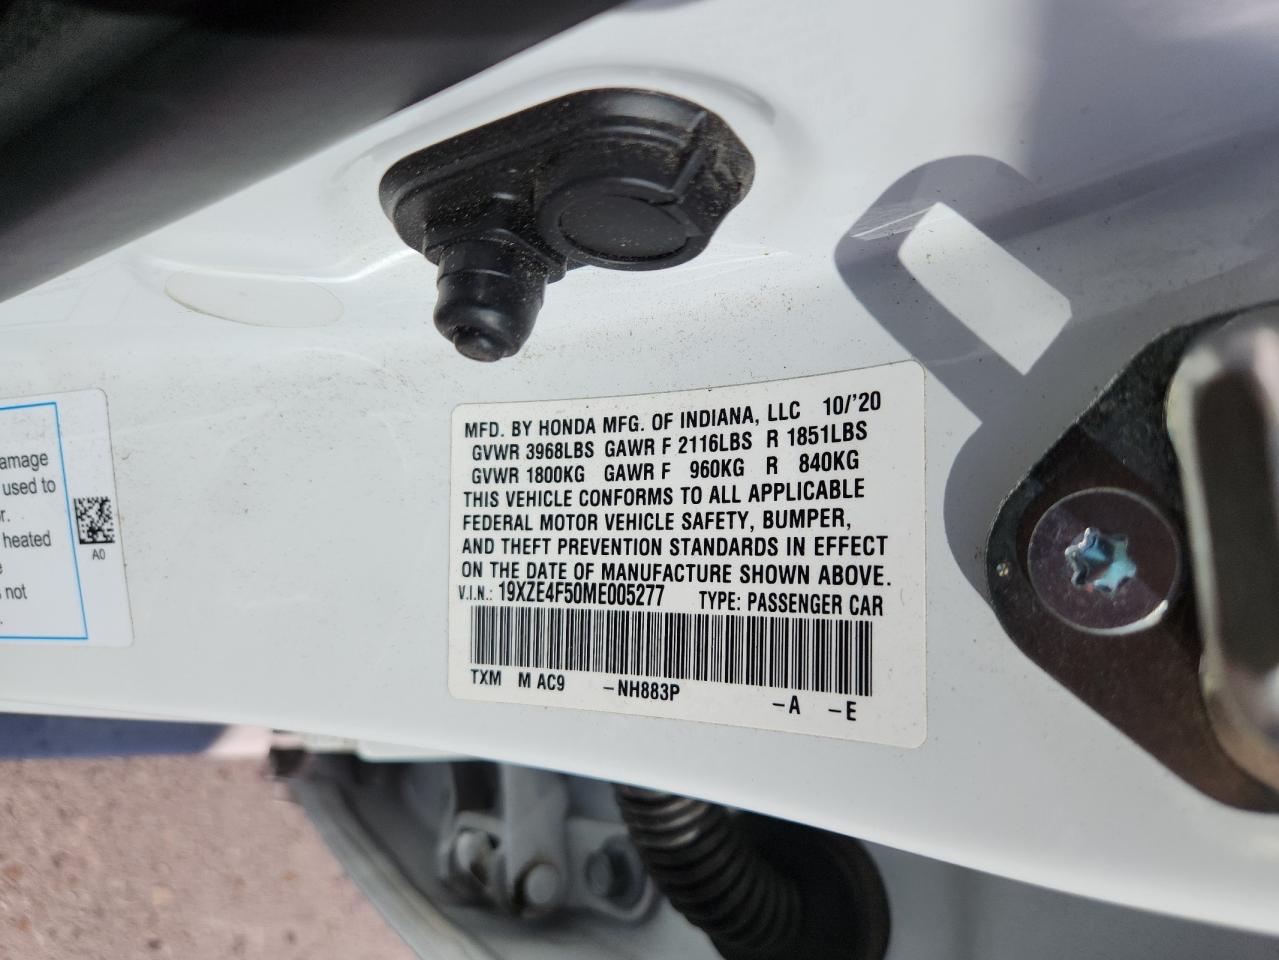 MFD. BY HONDA MFG. OF INDIANA, LLC 10/'20
GVWR 3968LBS GAWR F 2116LBS R 1851LBS
GVWR 1800KG GAWR F 960KG R 840KG
THIS VEHICLE CONFORMS TO ALL APPLICABLE
FEDERAL MOTOR VEHICLE SAFETY, BUMPER,
AND THEFT PREVENTION STANDARDS IN EFFECT
ON THE DATE OF MANUFACTURE SHOWN ABOVE.
V.I.N.: 19XZE4F50ME005277 TYPE: PASSENGER CAR
TXM M AC9 -NH883P -A -E
used to
heated
not
A0